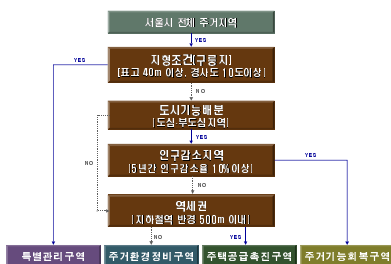 서울시 전체 주거지역
YES
지형조건[구릉지]
[표고 40m 이상, 경사도 10도이상]
YES
NO
도시기능배분
[도심·부도심지역]
YES
NO
인구감소지역
[5년간 인구감소율 10%이상]
YES
NO
역세권
[지하철역 반경 500m 이내]
NO
YES
특별관리구역
주거환경정비구역
주택공급촉진구역
주거기능회복구역